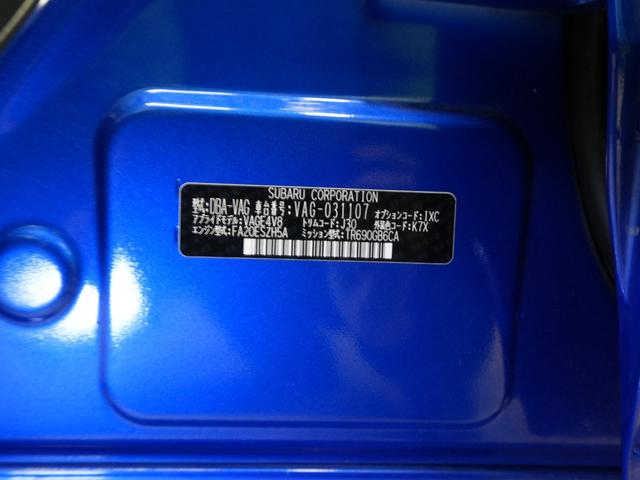 SUBARU CORPORATION
型式:DBA-VAG 車台番号:VAG-031107 オプションコード:JXC
アプライドモデル:VAGE4V8 トリムコード:J30 外装色コード:K7X
エンジン型式:FA20ESZH5A ミッション型式:TR690GB6CA